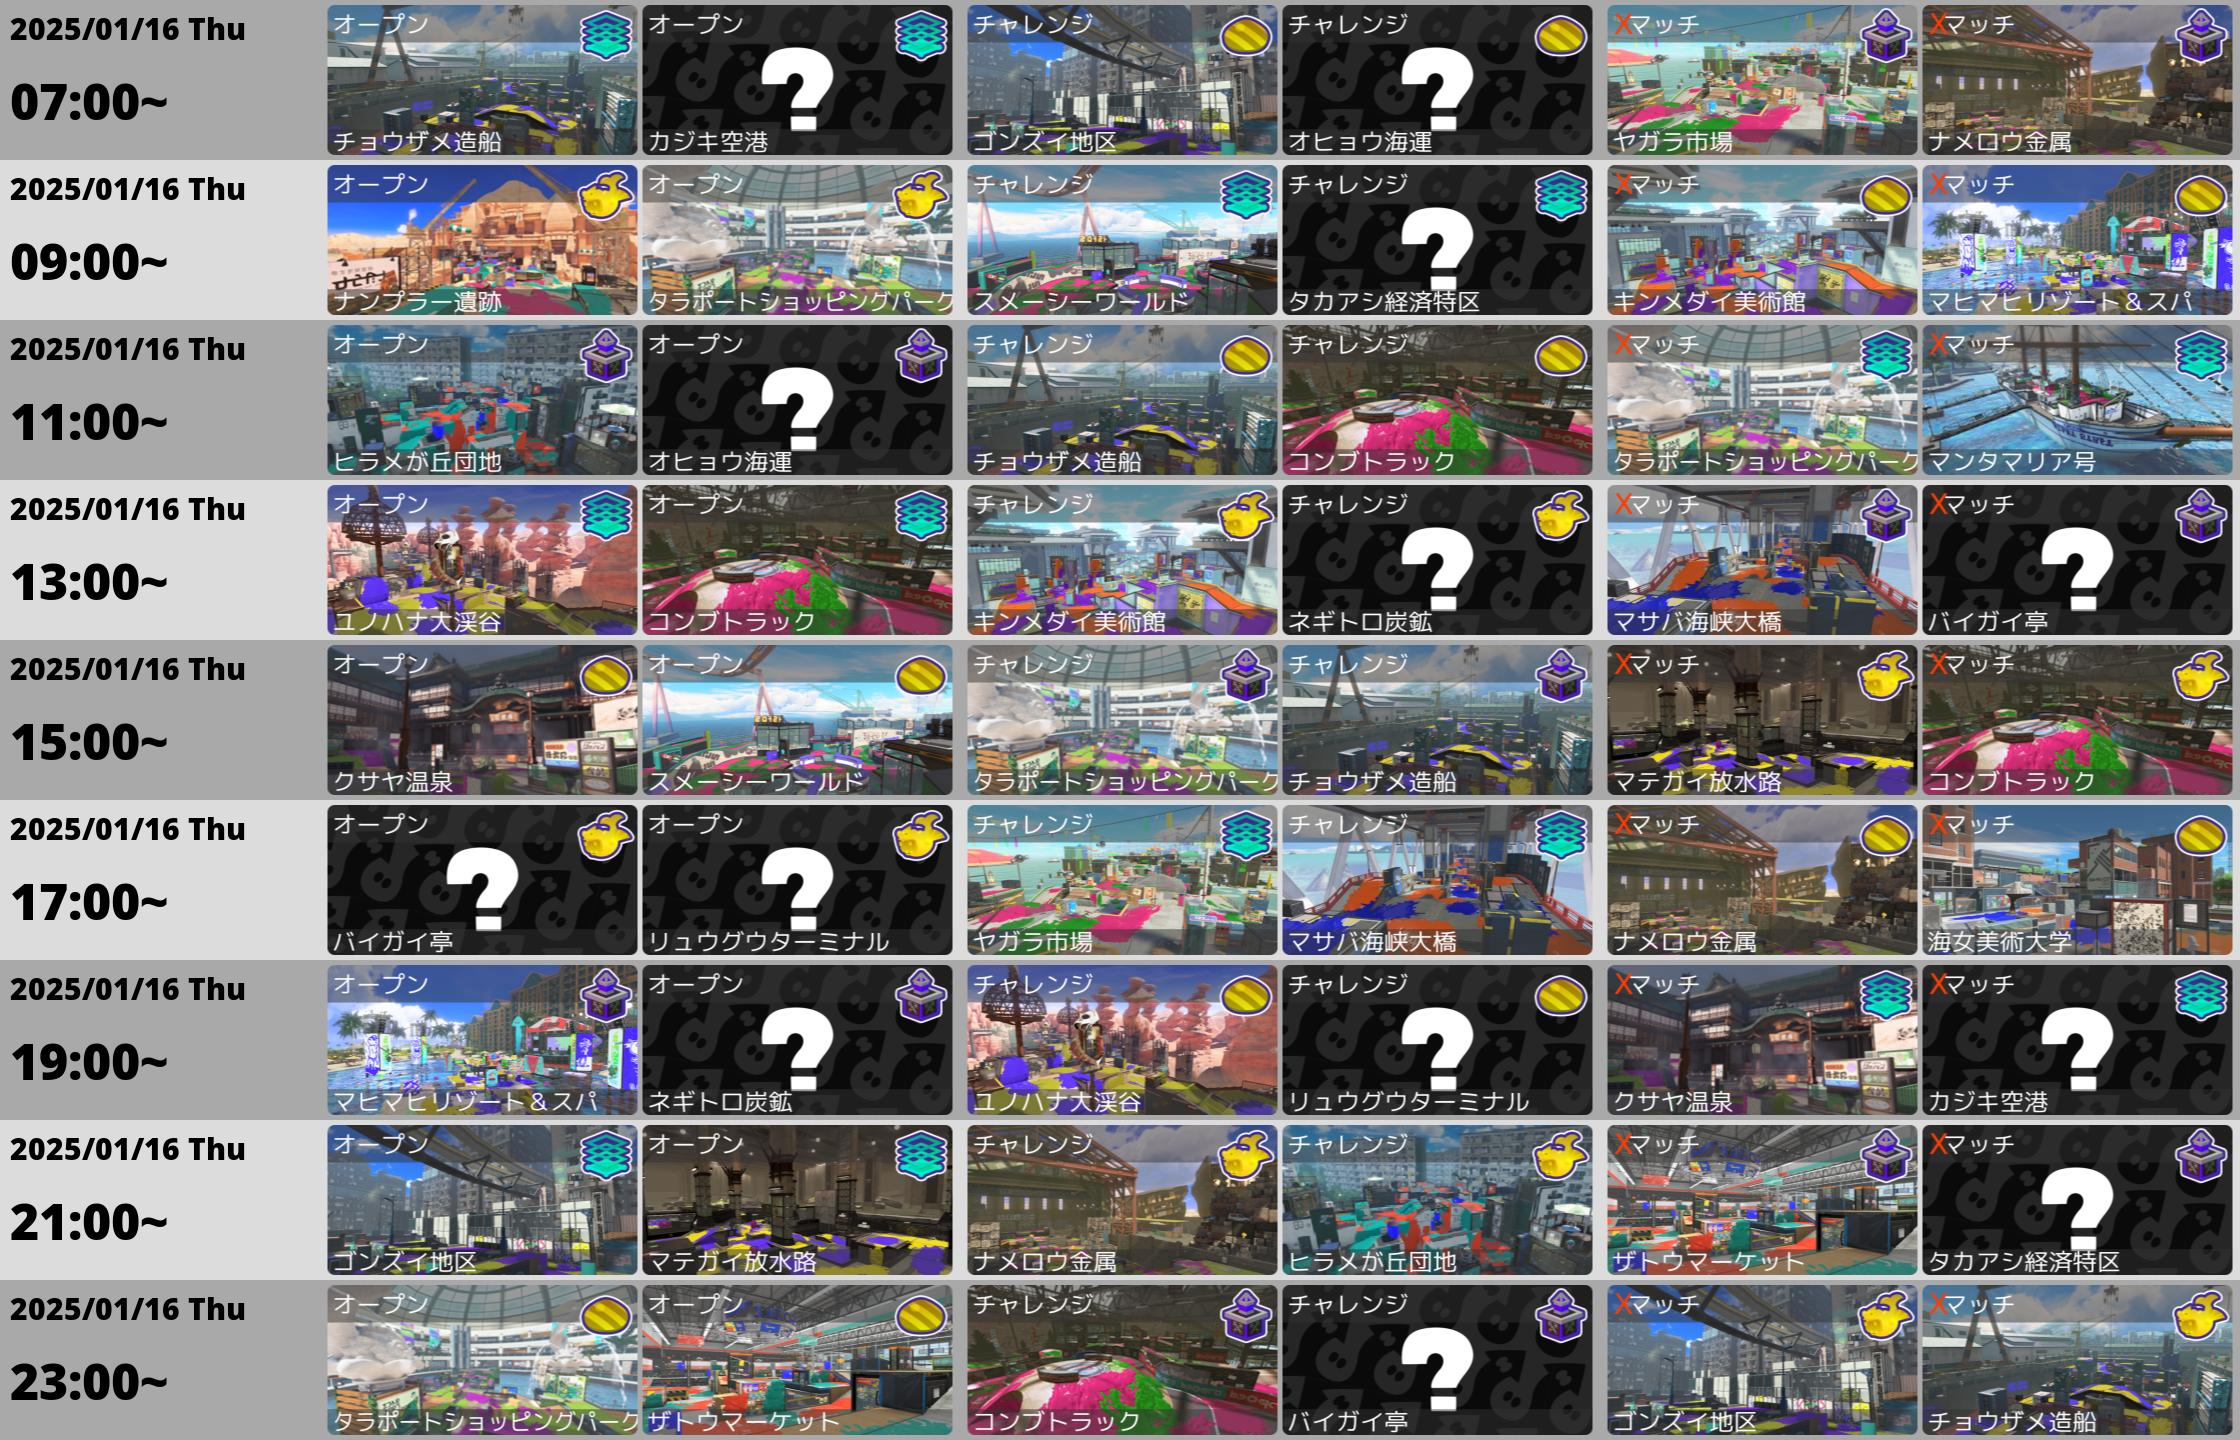 2025/01/16 Thu
07:00~
オープン
チョウザメ造船
オープン
カジキ空港
チャレンジ
ゴンズイ地区
チャレンジ
オヒョウ海運
Xマッチ
ヤガラ市場
Xマッチ
ナメロウ金属
2025/01/16 Thu
09:00~
オープン
ナンプラー遺跡
オープン
タラポートショッピングパーク
チャレンジ
スメーシーワールド
チャレンジ
タカアシ経済特区
Xマッチ
キンメダイ美術館
Xマッチ
マヒマヒリゾート＆スパ
2025/01/16 Thu
11:00~
オープン
ヒラメが丘団地
オープン
オヒョウ海運
チャレンジ
チョウザメ造船
チャレンジ
コンブトラック
Xマッチ
タラポートショッピングパーク
Xマッチ
マンタマリア号
2025/01/16 Thu
13:00~
オープン
ユノハナ大渓谷
オープン
コンブトラック
チャレンジ
キンメダイ美術館
チャレンジ
ネギトロ炭鉱
Xマッチ
マサバ海峡大橋
Xマッチ
バイガイ亭
2025/01/16 Thu
15:00~
オープン
クサヤ温泉
オープン
スメーシーワールド
チャレンジ
タラポートショッピングパーク
チャレンジ
チョウザメ造船
Xマッチ
マテガイ放水路
Xマッチ
コンブトラック
2025/01/16 Thu
17:00~
オープン
バイガイ亭
オープン
リュウグウターミナル
チャレンジ
ヤガラ市場
チャレンジ
マサバ海峡大橋
Xマッチ
ナメロウ金属
Xマッチ
海女美術大学
2025/01/16 Thu
19:00~
オープン
マヒマヒリゾート＆スパ
オープン
ネギトロ炭鉱
チャレンジ
ユノハナ大渓谷
チャレンジ
リュウグウターミナル
Xマッチ
クサヤ温泉
Xマッチ
カジキ空港
2025/01/16 Thu
21:00~
オープン
ゴンズイ地区
オープン
マテガイ放水路
チャレンジ
ナメロウ金属
チャレンジ
ヒラメが丘団地
Xマッチ
ザトウマーケット
Xマッチ
タカアシ経済特区
2025/01/16 Thu
23:00~
オープン
タラポートショッピングパーク
オープン
ザトウマーケット
チャレンジ
コンブトラック
チャレンジ
バイガイ亭
Xマッチ
ゴンズイ地区
Xマッチ
チョウザメ造船